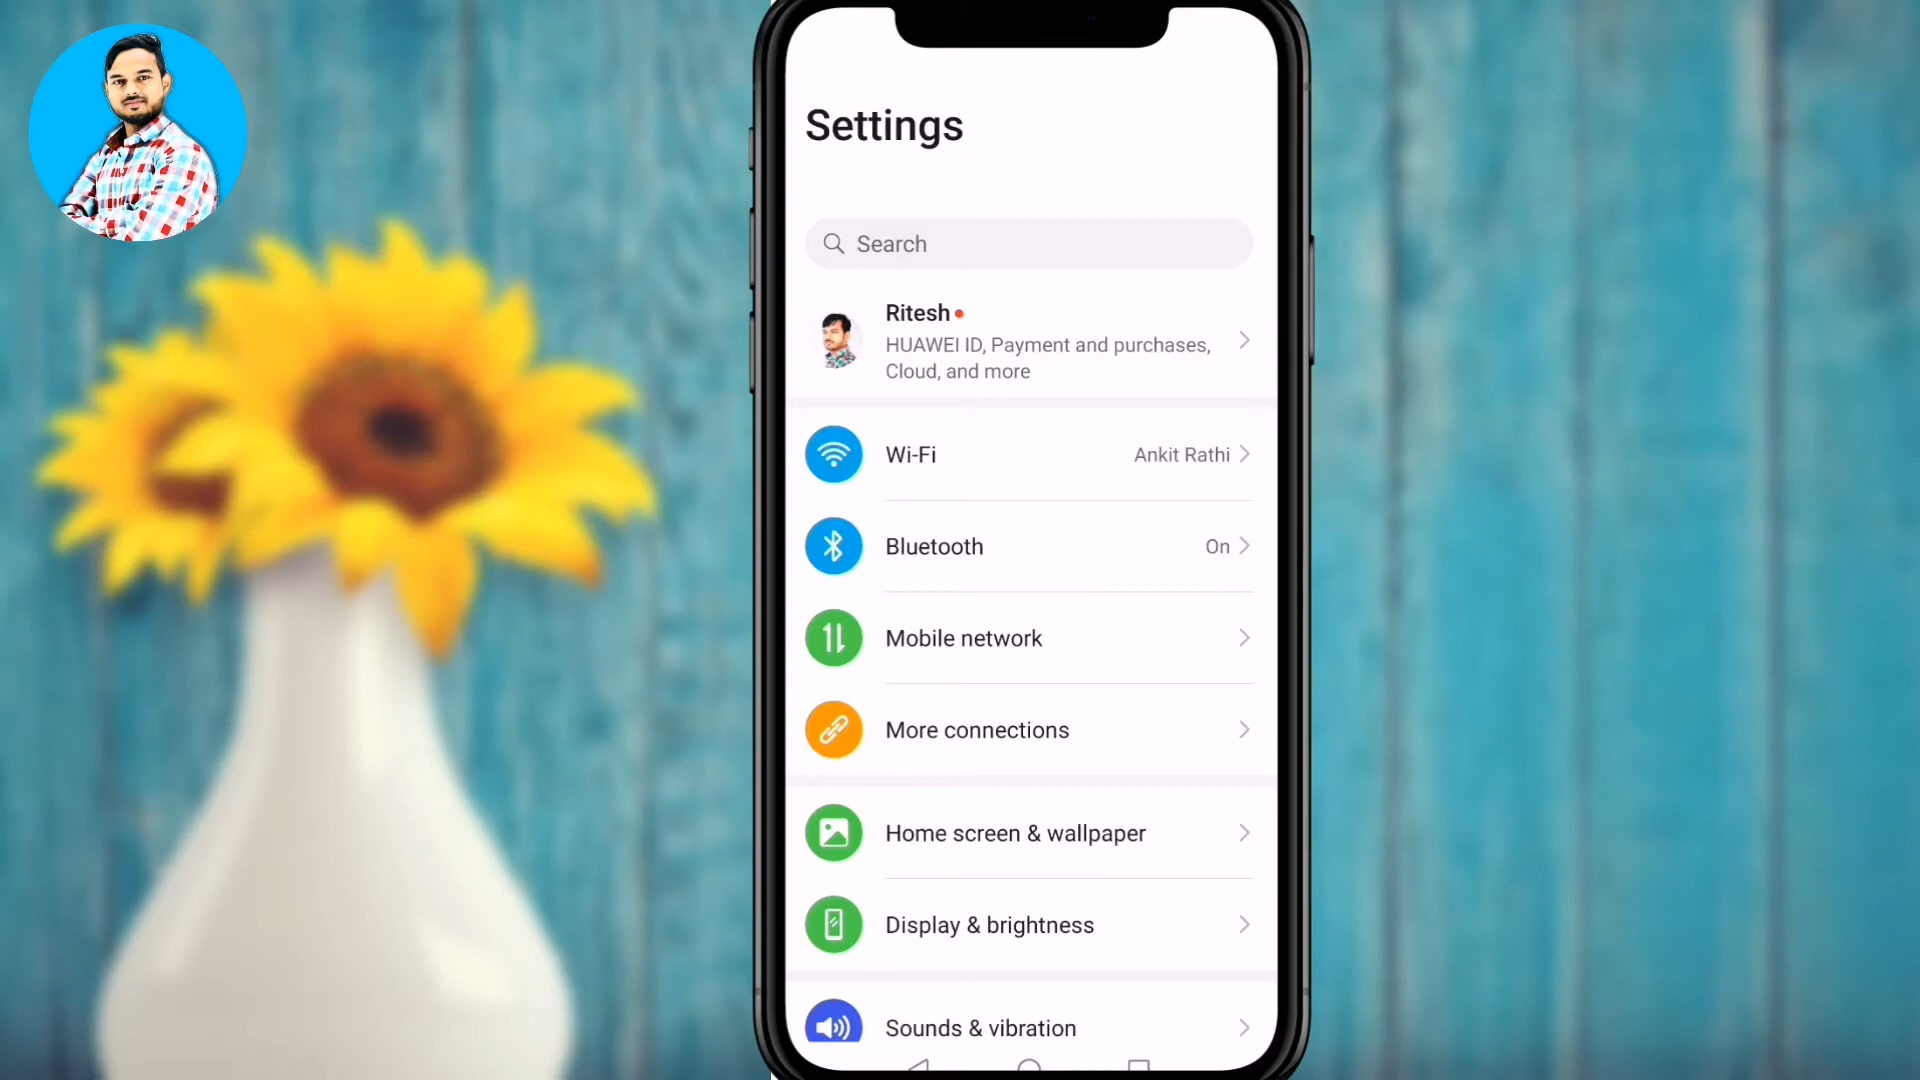 Settings
Search
Ritesh
HUAWEI ID, Payment and purchases,
Cloud, and more
Wi-Fi
Ankit Rathi
Bluetooth
On
Mobile network
More connections
Home screen & wallpaper
Display & brightness
Sounds & vibration